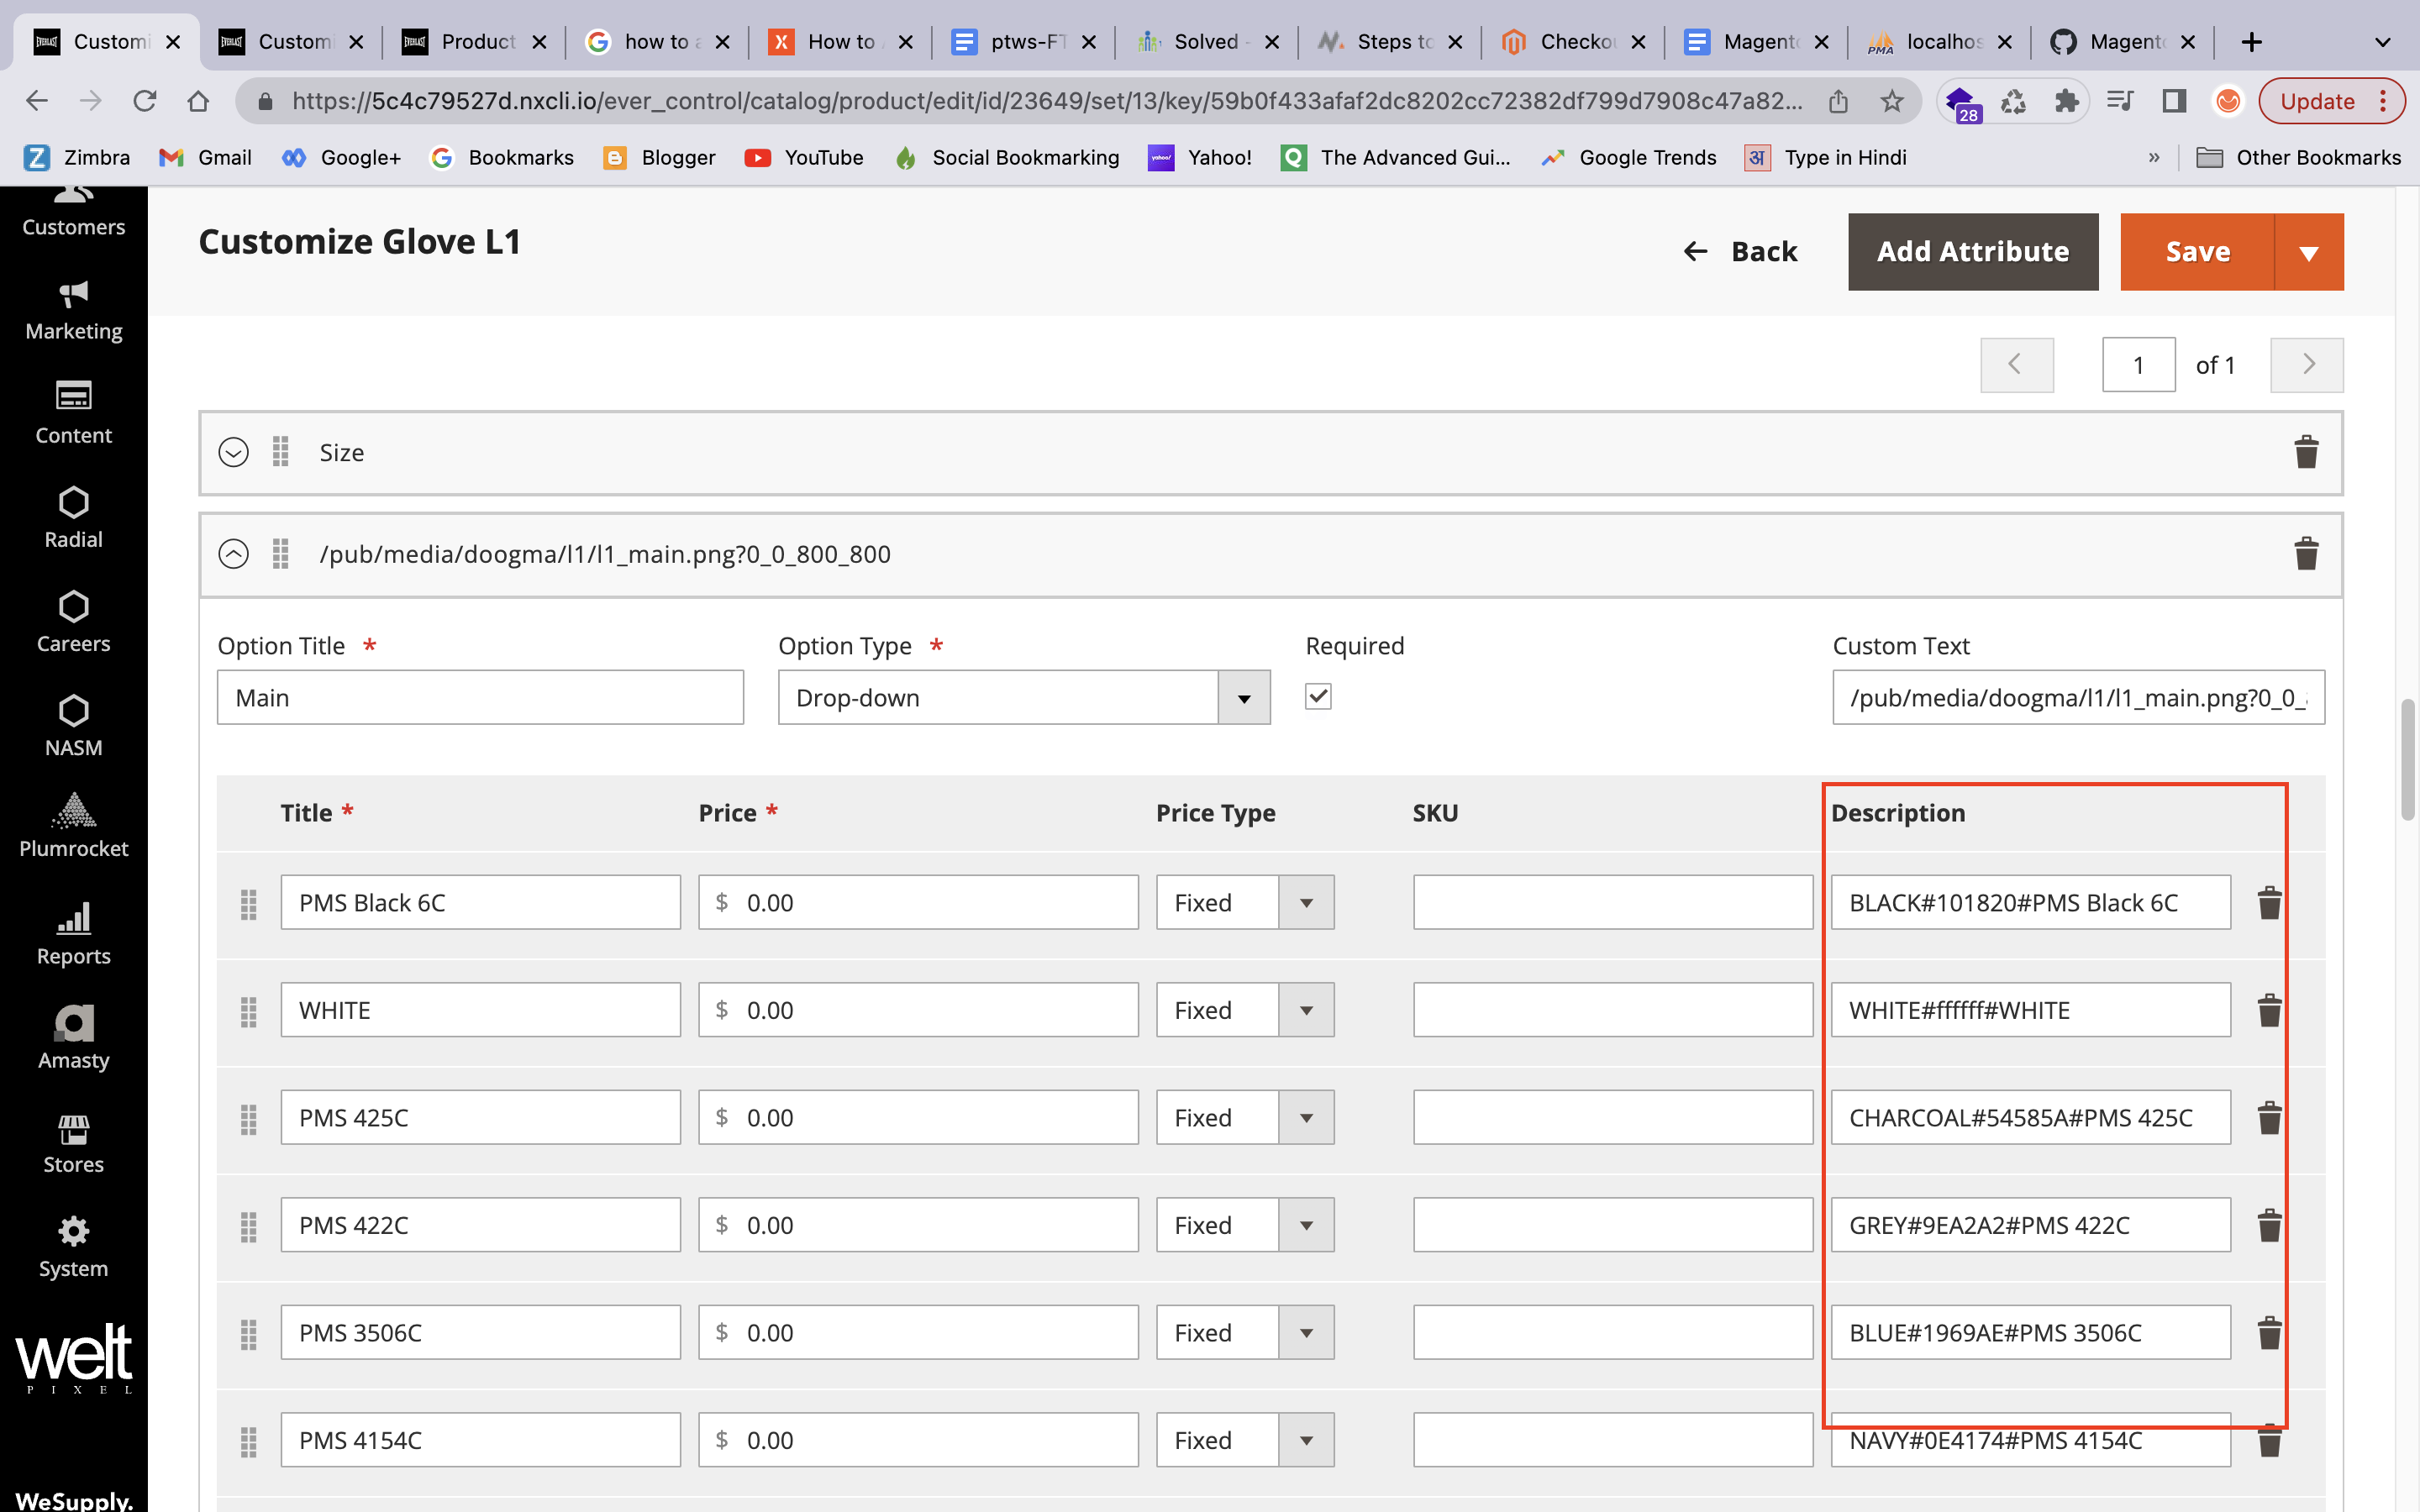 Customi
Custom
Product
how to a
How to
ptws-FT
Solved -
Steps to
Checkou
Magento
localhos
Magento
https://5c4c79527d.nxcli.io/ever_control/catalog/product/edit/id/23649/set/13/key/59b0f433afaf2dc8202cc72382df799d7908c47a82...
28
Update
Zimbra
Gmail
Google+
Bookmarks
Blogger
YouTube
Social Bookmarking
Yahoo!
The Advanced Gui...
Google Trends
अ Type in Hindi
»
Other Bookmarks
Customers
Marketing
Content
Radial
Careers
NASM
Plumrocket
Reports
Amasty
Stores
System
welt
PIXEL
WeSupply.
Customize Glove L1
Back
Add Attribute
Save
1 of 1
Size
/pub/media/doogma/l1/l1_main.png?0_0_800_800
Option Title *
Option Type *
Required
Custom Text
Main
Drop-down
/pub/media/doogma/l1/l1_main.png?0_0_
Title * Price * Price Type SKU Description
PMS Black 6C $ 0.00 Fixed BLACK#101820#PMS Black 6C
WHITE $ 0.00 Fixed WHITE#ffffff#WHITE
PMS 425C $ 0.00 Fixed CHARCOAL#54585A#PMS 425C
PMS 422C $ 0.00 Fixed GREY#9EA2A2#PMS 422C
PMS 3506C $ 0.00 Fixed BLUE#1969AE#PMS 3506C
PMS 4154C $ 0.00 Fixed NAVY#0E4174#PMS 4154C